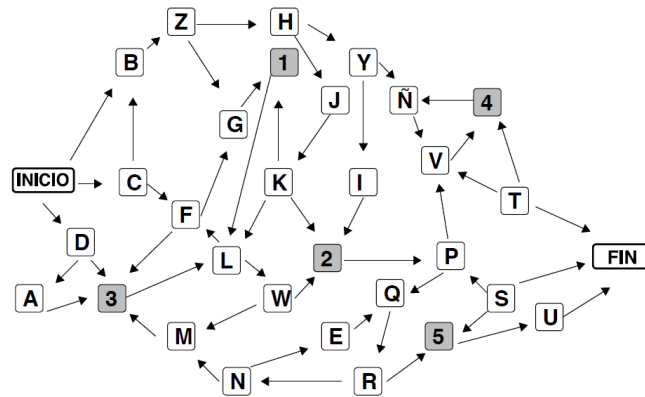 Z H
B 1 Y
J Ñ 4
G
V
INICIO C K I
T
F
D L 2 P FIN
A 3 W Q S
U
M E 5
N R